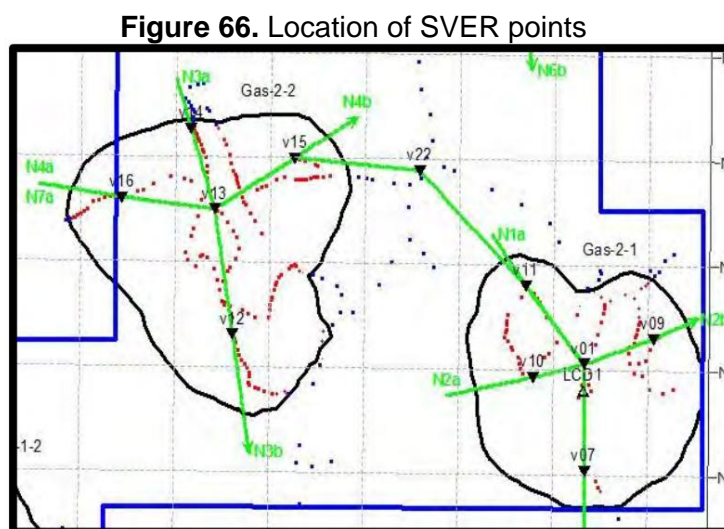 Figure 66. Location of SVER points
N3a
Gas-2-2
N6b
v14
N4b
v15
v22
N4a
v16
N7a
v13
N1a
Gas-2-1
v11
v12
v09
v01
N2a
v10
LCD1
N3b
-1-2
v07